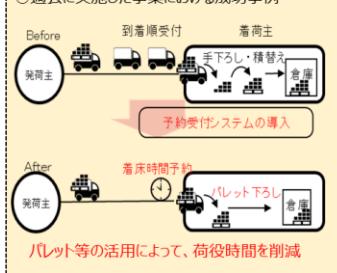 ○過去に実施した事業における成功事例
Before
到着順受付
着荷主
発荷主
手下ろし・積替え
倉庫
予約受付システムの導入
After
着床時間予約
発荷主
パレット下ろし
倉庫
パレット等の活用によって、荷役時間を削減